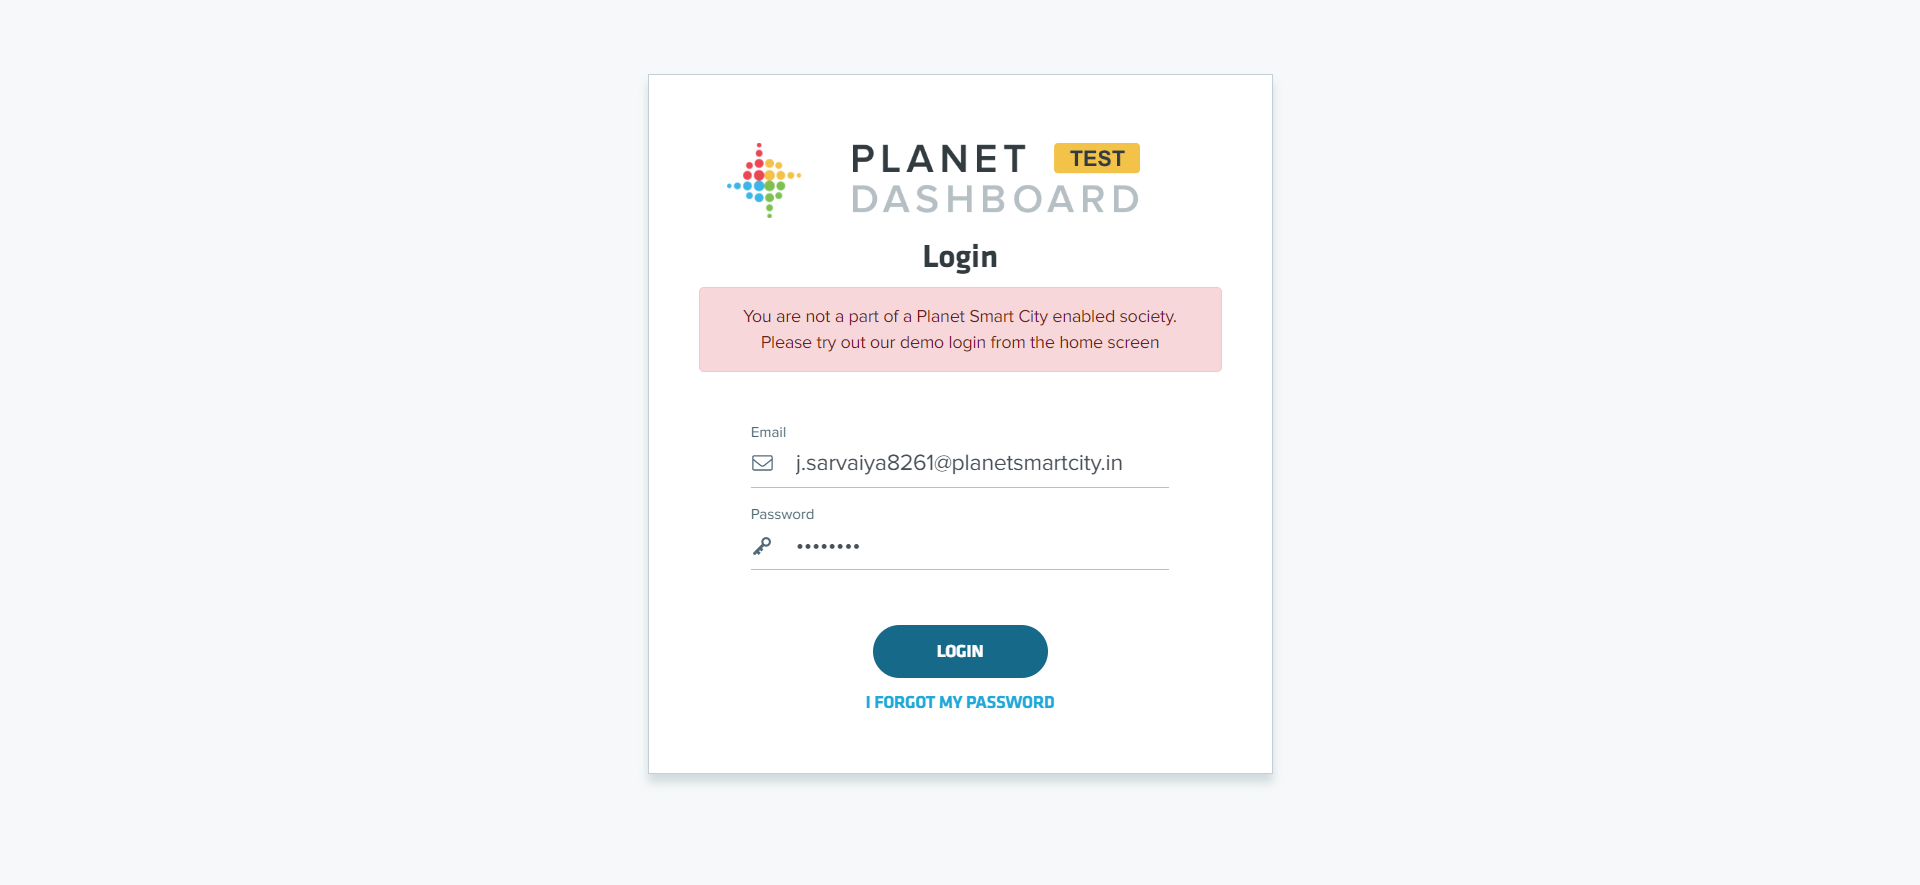 PLANET TEST
DASHBOARD
Login
You are not a part of a Planet Smart City enabled society.
Please try out our demo login from the home screen
Email
j.sarvaiya8261@planetsmartcity.in
Password
••••••••
LOGIN
I FORGOT MY PASSWORD